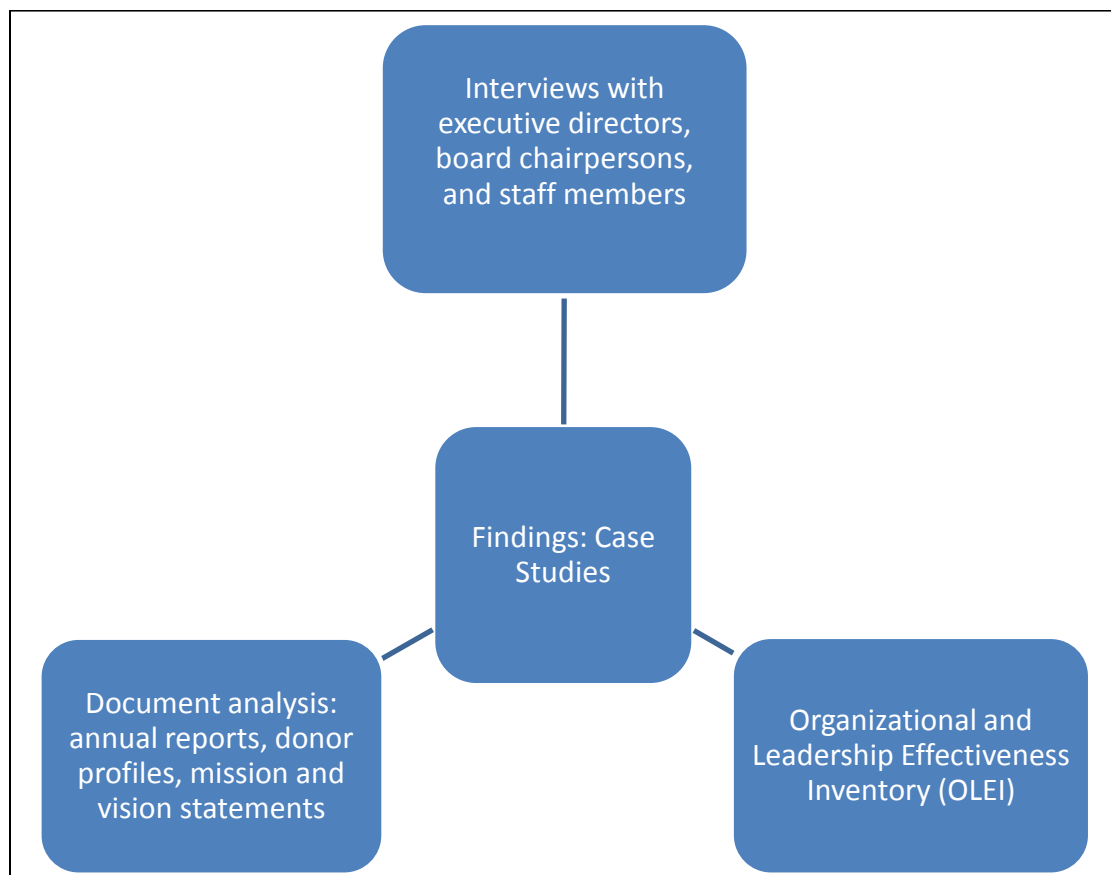 Interviews with
executive directors,
board chairpersons,
and staff members
Findings: Case
Studies
Document analysis:
annual reports, donor
profiles, mission and
vision statements
Organizational and
Leadership Effectiveness
Inventory (OLEI)